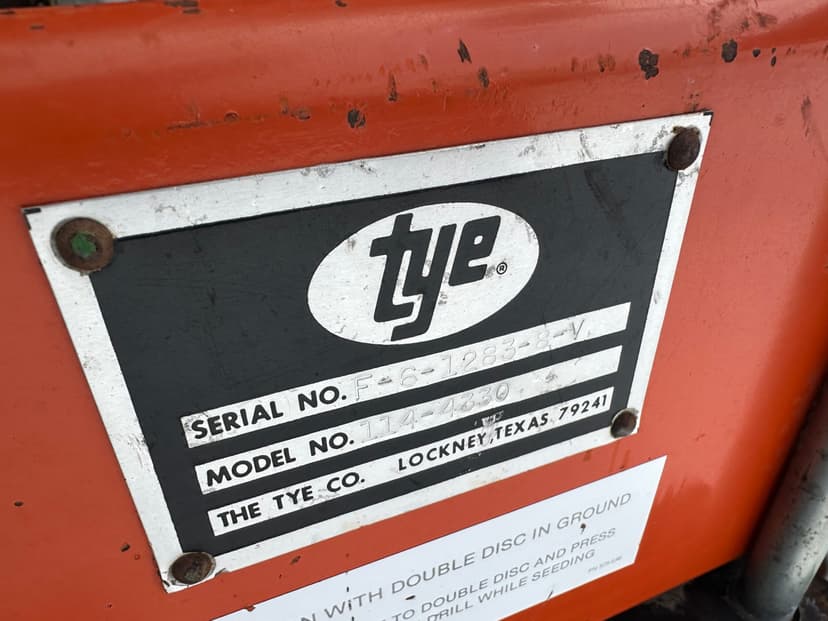 tye ®
SERIAL NO. F-6-1283-8-V
MODEL NO. 114-4330
THE TYE CO. LOCKNEY, TEXAS. 79241
WITH DOUBLE DISC IN GROUND
TO DOUBLE DISC AND PRESS
DRILL WHILE SEEDING